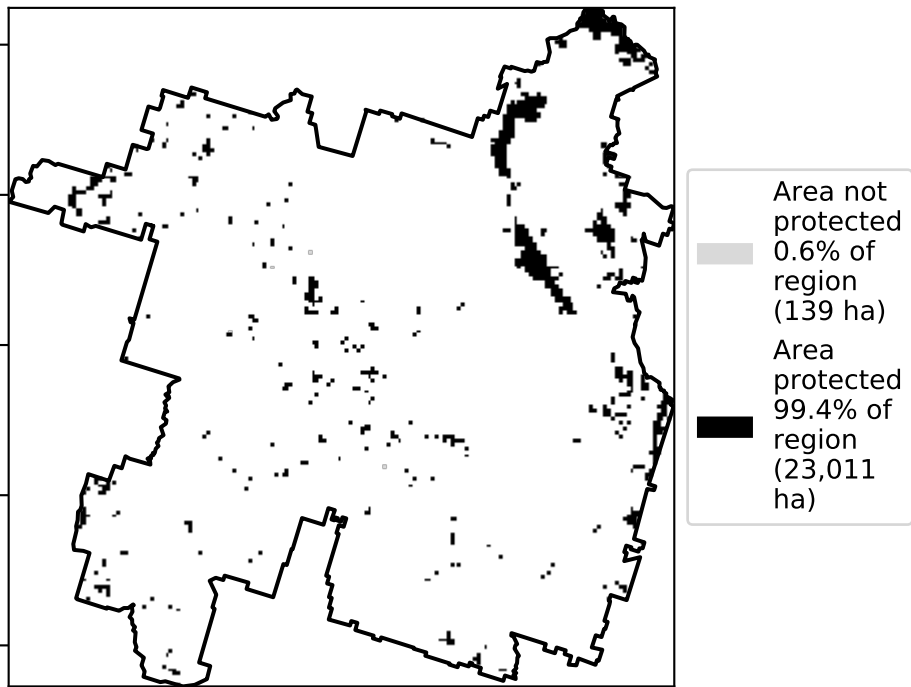 Area not
protected
0.6% of
region
(139 ha)
Area
protected
99.4% of
region
(23,011
ha)